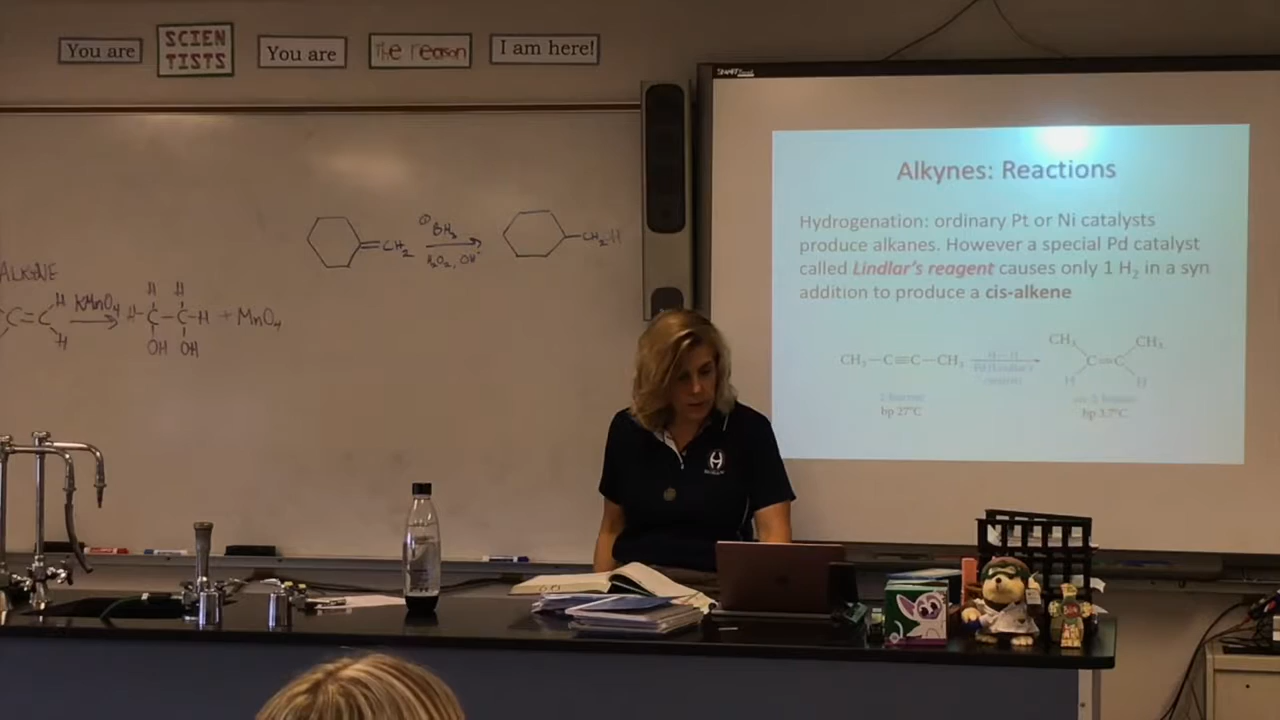 You are
SCIEN
TISTS
You are
The reason
I am here!
ALKYNE
C=C
H
H
KMnO₄
H H
H-C-C-H + MnO₄
OH OH
=CH₂
① BH₃
H₂O₂, OH⁻
Alkynes: Reactions
Hydrogenation: ordinary Pt or Ni catalysts
produce alkanes. However a special Pd catalyst
called Lindlar's reagent causes only 1 H₂ in a syn
addition to produce a cis-alkene
CH₃—C≡C—CH₃
H—H
CH₃ CH₃
C=C
H H
bp 27°C
bp 3.7°C